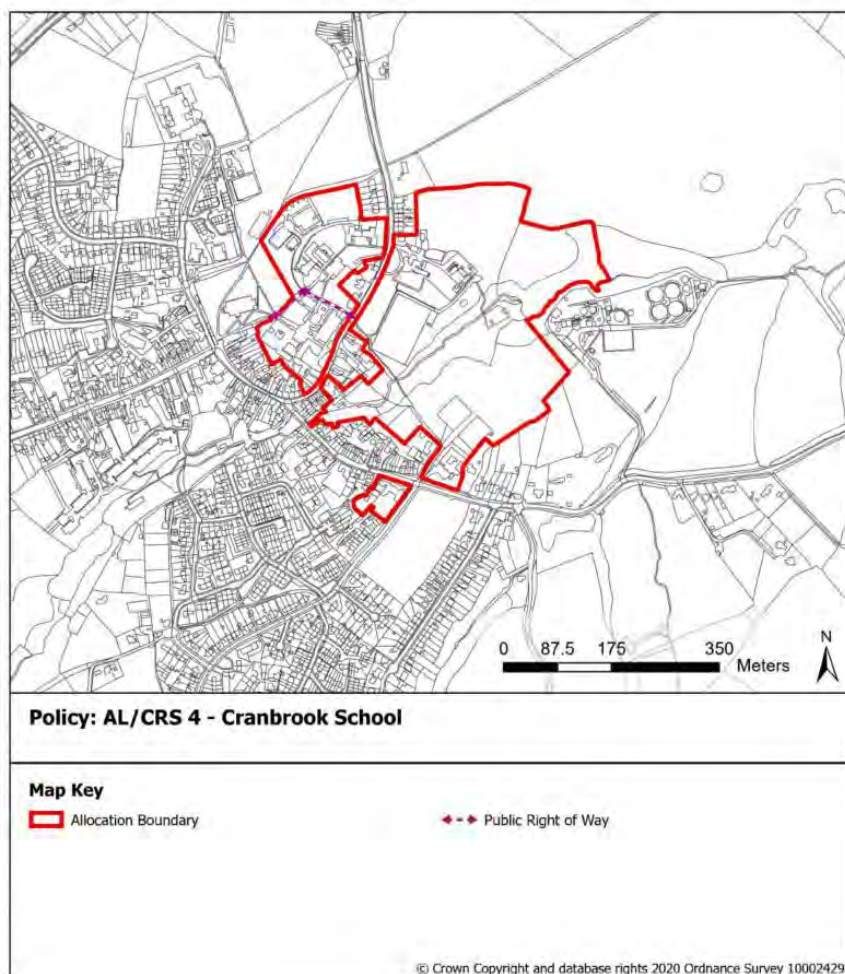 0 87.5 175 350
Meters
N
Policy: AL/CRS 4 - Cranbrook School
Map Key
Allocation Boundary
Public Right of Way
© Crown Copyright and database rights 2020 Ordnance Survey 10002429